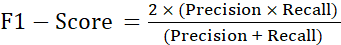 F1 − Score = 2 × (Precision × Recall) / (Precision + Recall)